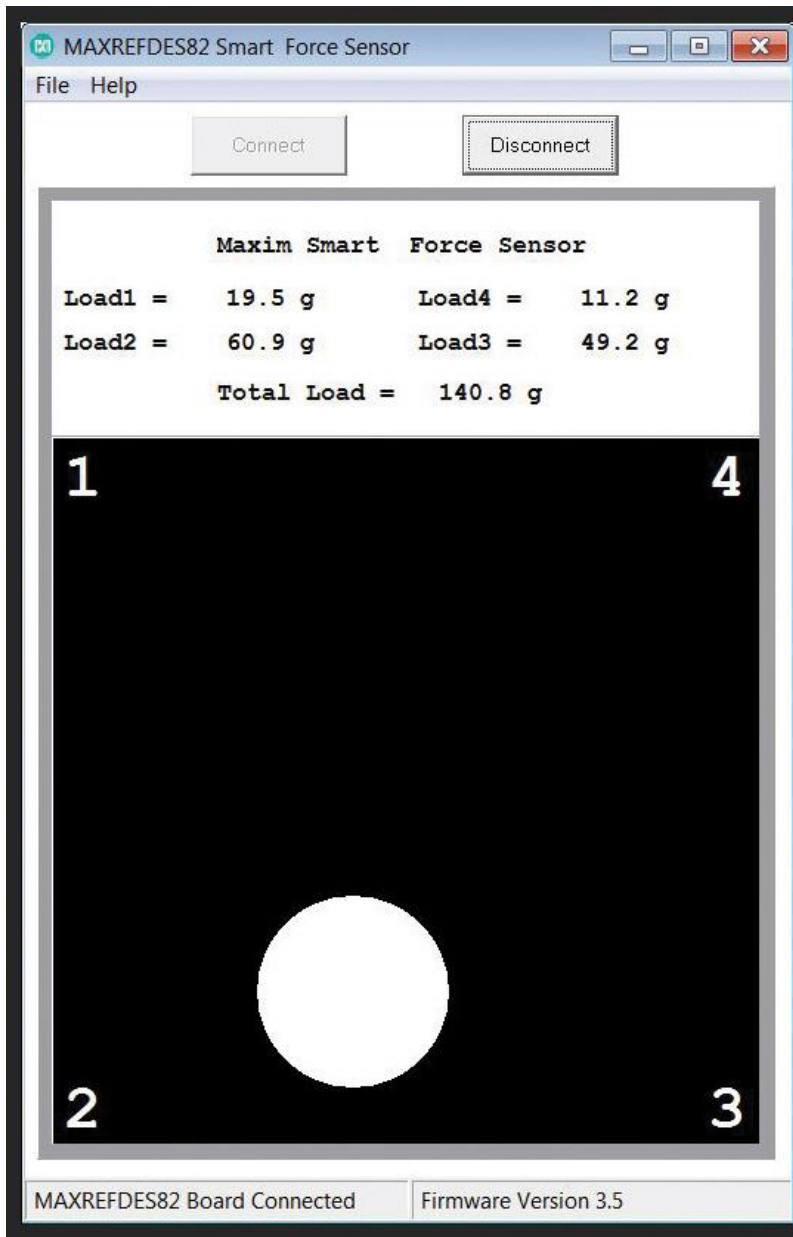 MAXREFDES82 Smart Force Sensor
File Help
Connect Disconnect
Maxim Smart Force Sensor
Load1 = 19.5 g Load4 = 11.2 g
Load2 = 60.9 g Load3 = 49.2 g
Total Load = 140.8 g
1 4
2 3
MAXREFDES82 Board Connected Firmware Version 3.5